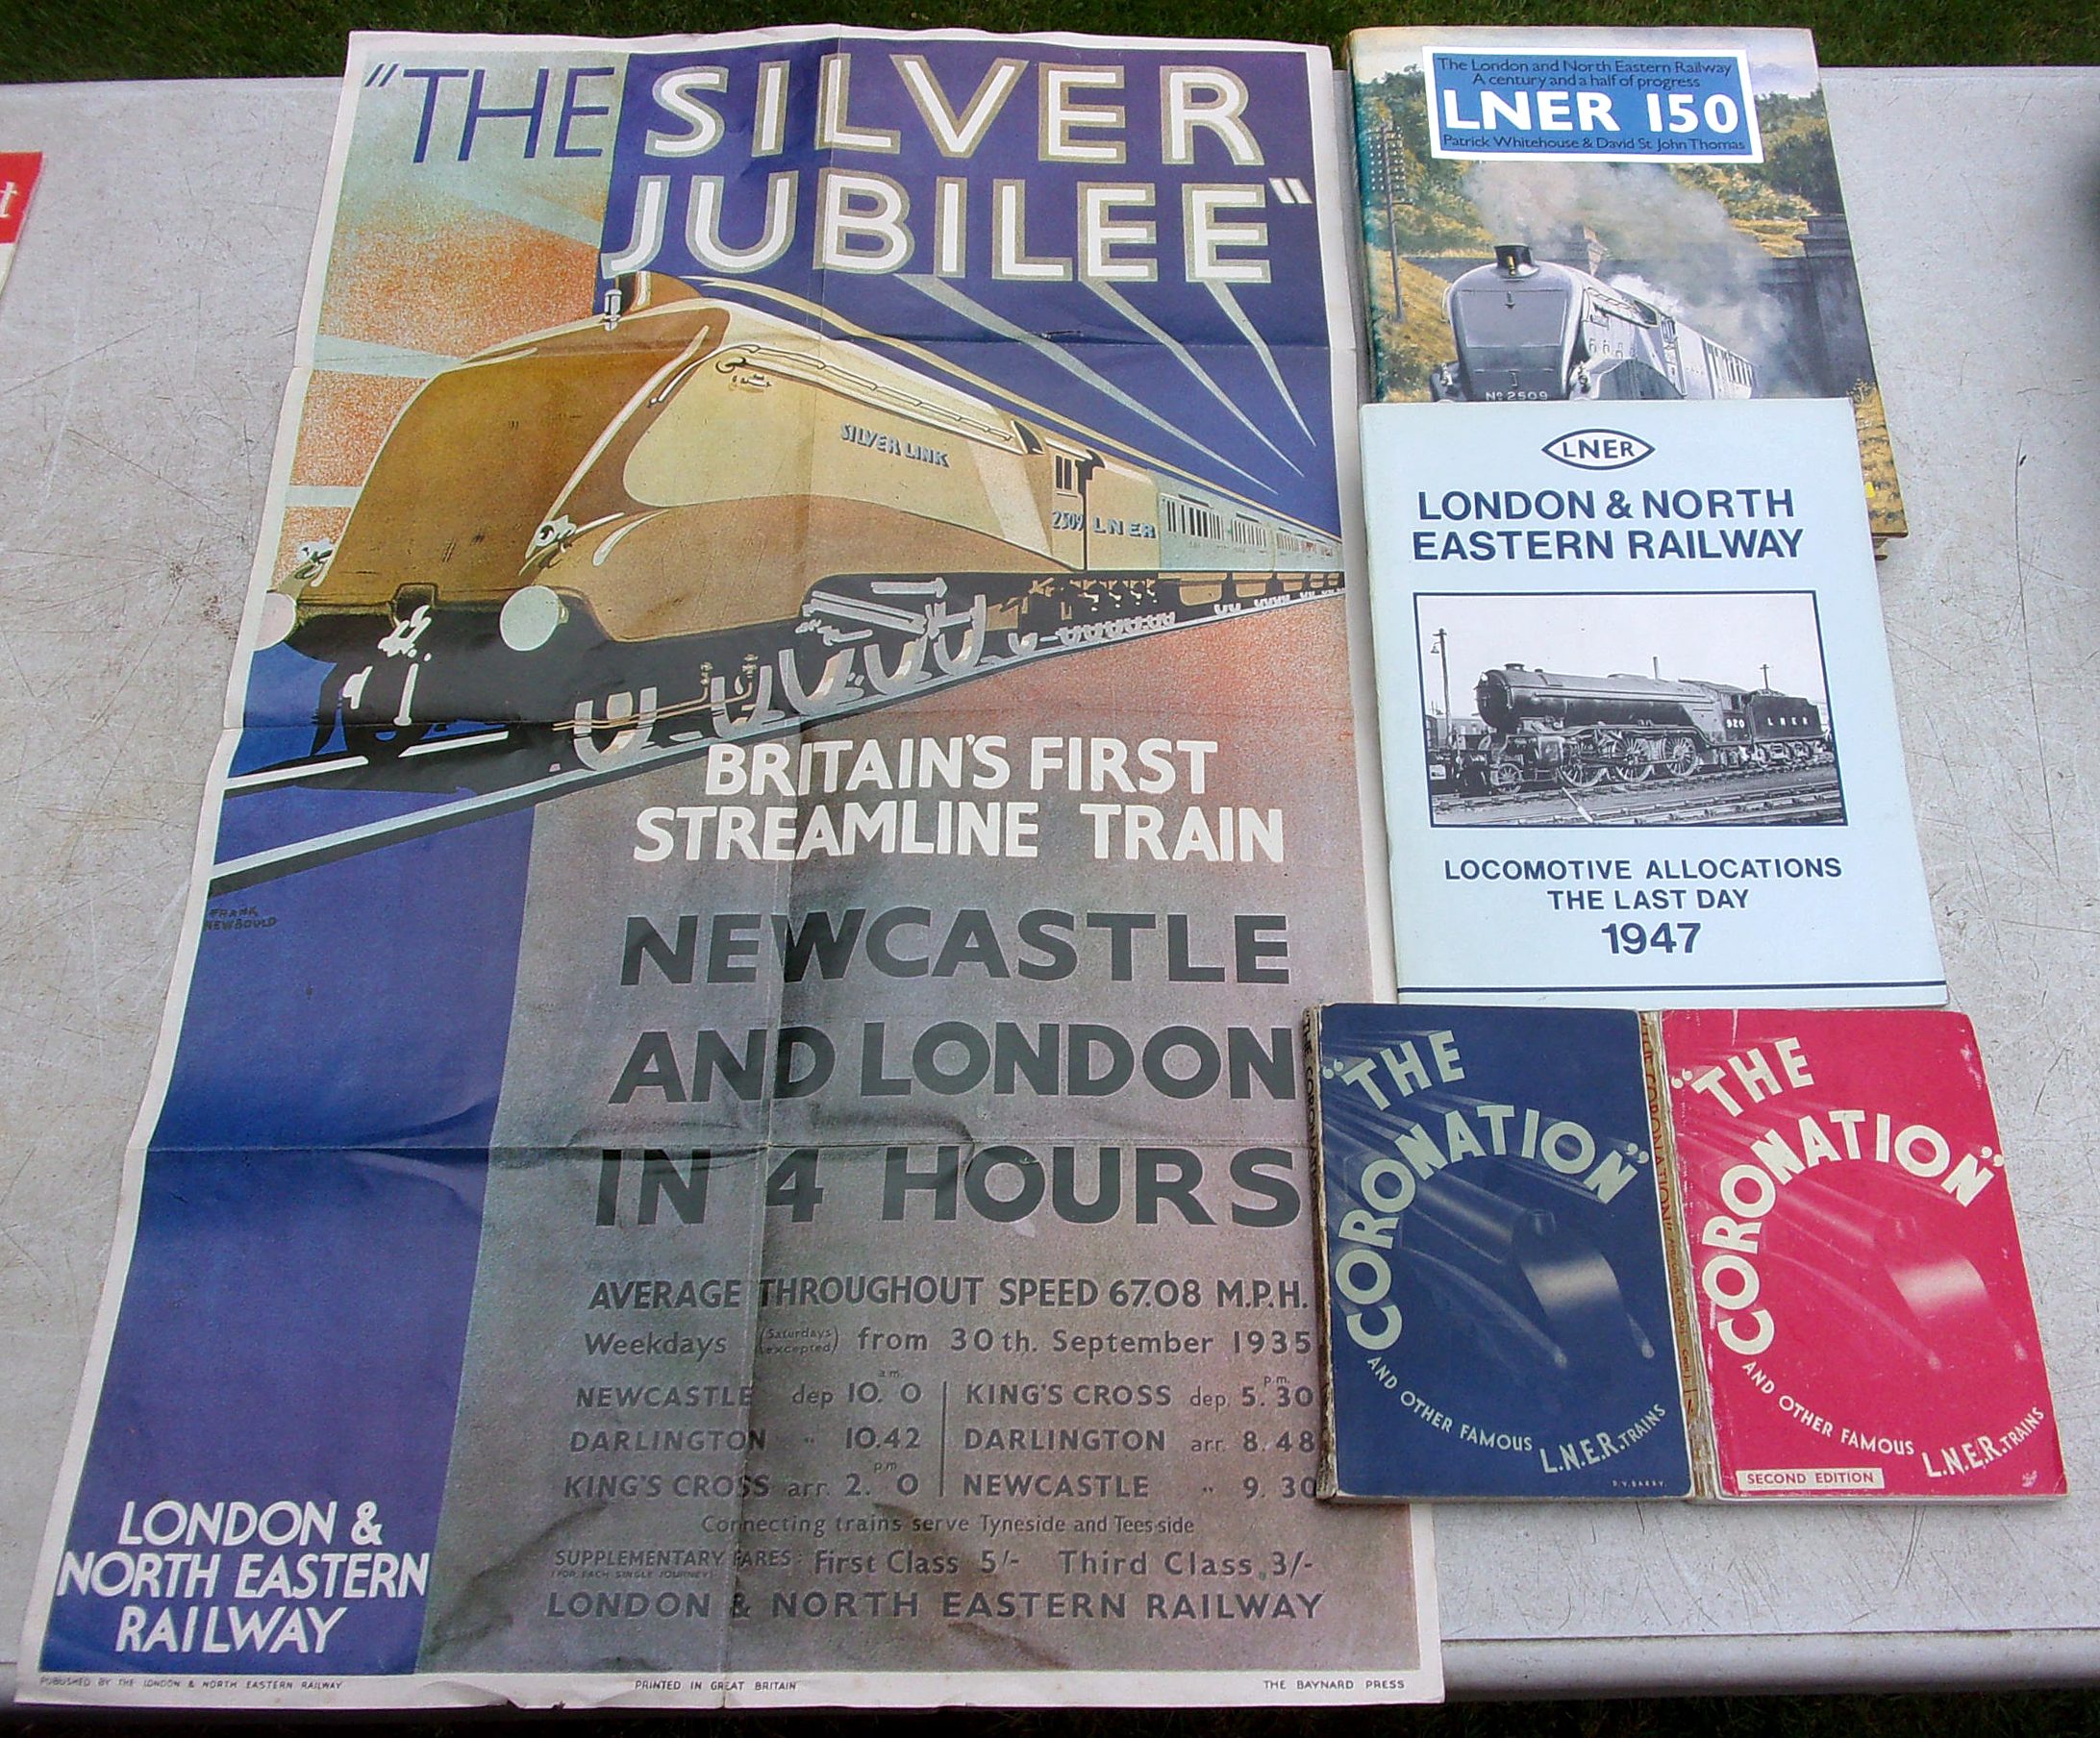 "THE SILVER
JUBILEE"
SILVER LINK
2509 LNER
BRITAIN'S FIRST
STREAMLINE TRAIN
FRANK
NEWBOULD
NEWCASTLE
AND LONDON
IN 4 HOURS
AVERAGE THROUGHOUT SPEED 67.08 M.P.H.
Weekdays (Saturdays excepted) from 30th. September 1935
NEWCASTLE dep 10.0 am
DARLINGTON " 10.42
KING'S CROSS arr. 2.0 pm
KING'S CROSS dep. 5.30 pm
DARLINGTON arr. 8.48
NEWCASTLE " 9.30
Connecting trains serve Tyneside and Tees-side
SUPPLEMENTARY FARES: First Class 5/- Third Class 3/-
(FOR EACH SINGLE JOURNEY)
LONDON & NORTH EASTERN RAILWAY
LONDON &
NORTH EASTERN
RAILWAY
PUBLISHED BY THE LONDON & NORTH EASTERN RAILWAY
PRINTED IN GREAT BRITAIN
THE BAYNARD PRESS
t
The London and North Eastern Railway
A century and a half of progress
LNER 150
Patrick Whitehouse & David St John Thomas
No 2509
LNER
LONDON & NORTH
EASTERN RAILWAY
920 LNER
LOCOMOTIVE ALLOCATIONS
THE LAST DAY
1947
"THE
CORONATION"
AND OTHER FAMOUS L.N.E.R. TRAINS
"THE
CORONATION"
AND OTHER FAMOUS L.N.E.R. TRAINS
SECOND EDITION